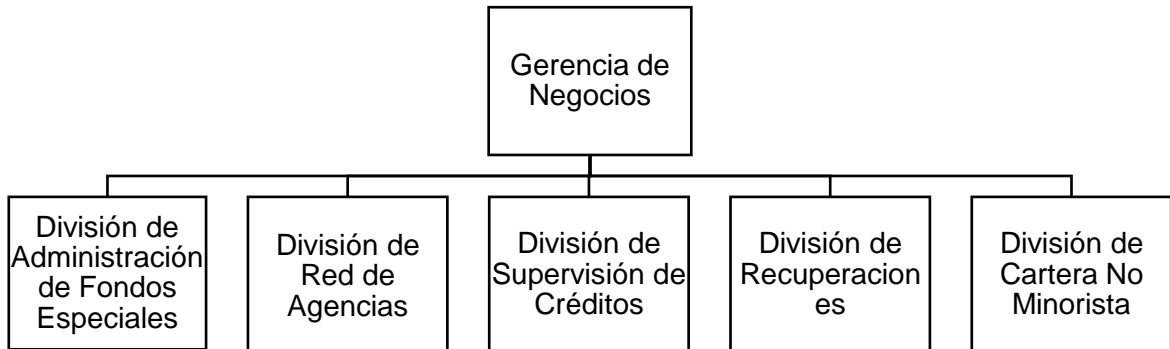 Gerencia de
Negocios
División de
Administración
de Fondos
Especiales
División de
Red de
Agencias
División de
Supervisión de
Créditos
División de
Recuperacion
es
División de
Cartera No
Minorista